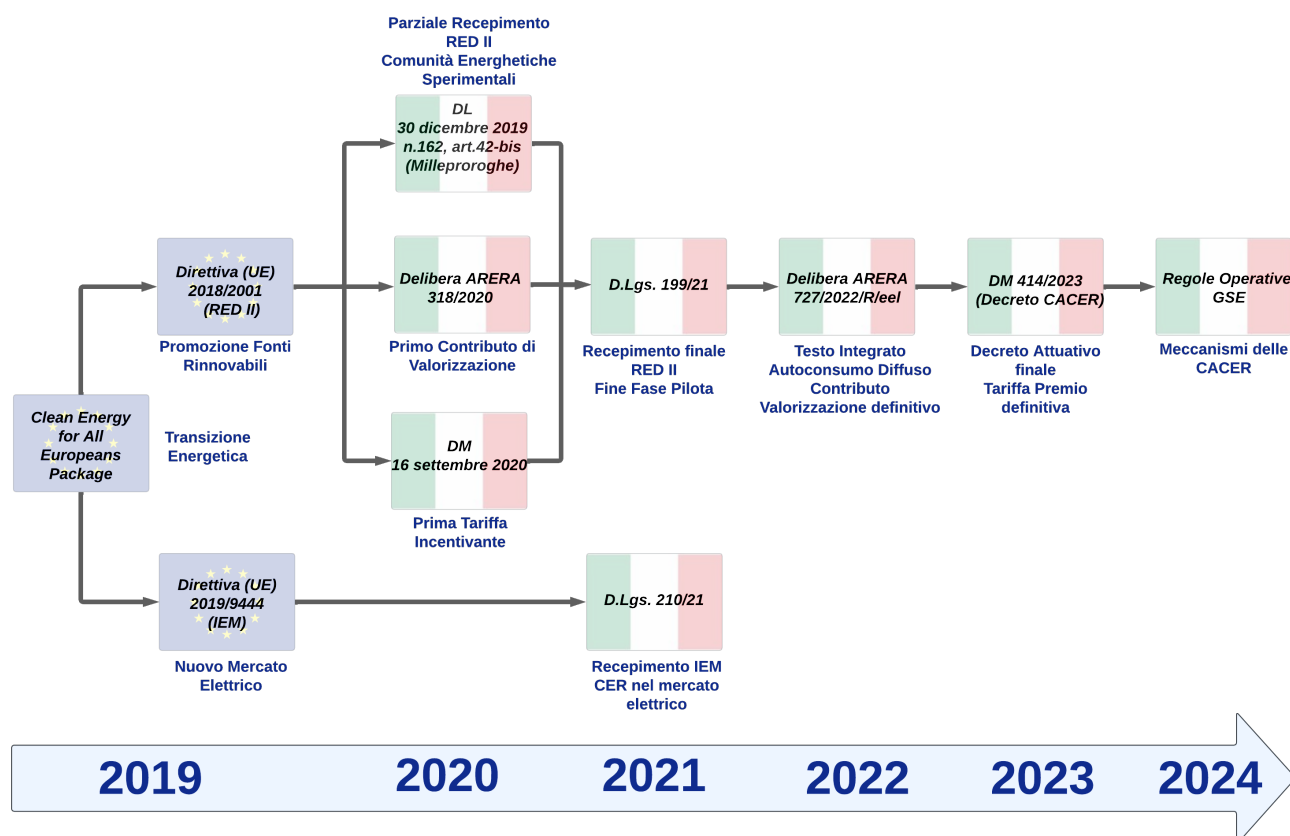 Parziale Recepimento
RED II
Comunità Energhetiche
Sperimentali
DL
30 dicembre 2019
n.162, art.42-bis
(Milleproroghe)
Direttiva (UE)
2018/2001
(RED II)
Promozione Fonti
Rinnovabili
Delibera ARERA
318/2020
Primo Contributo di
Valorizzazione
D.Lgs. 199/21
Recepimento finale
RED II
Fine Fase Pilota
Delibera ARERA
727/2022/R/eel
Testo Integrato
Autoconsumo Diffuso
Contributo
Valorizzazione definitivo
DM 414/2023
(Decreto CACER)
Decreto Attuativo
finale
Tariffa Premio
definitiva
Regole Operative
GSE
Meccanismi delle
CACER
Clean Energy
for All
Europeans
Package
Transizione
Energetica
DM
16 settembre 2020
Prima Tariffa
Incentivante
Direttiva (UE)
2019/9444
(IEM)
Nuovo Mercato
Elettrico
D.Lgs. 210/21
Recepimento IEM
CER nel mercato
elettrico
2019
2020
2021
2022
2023
2024